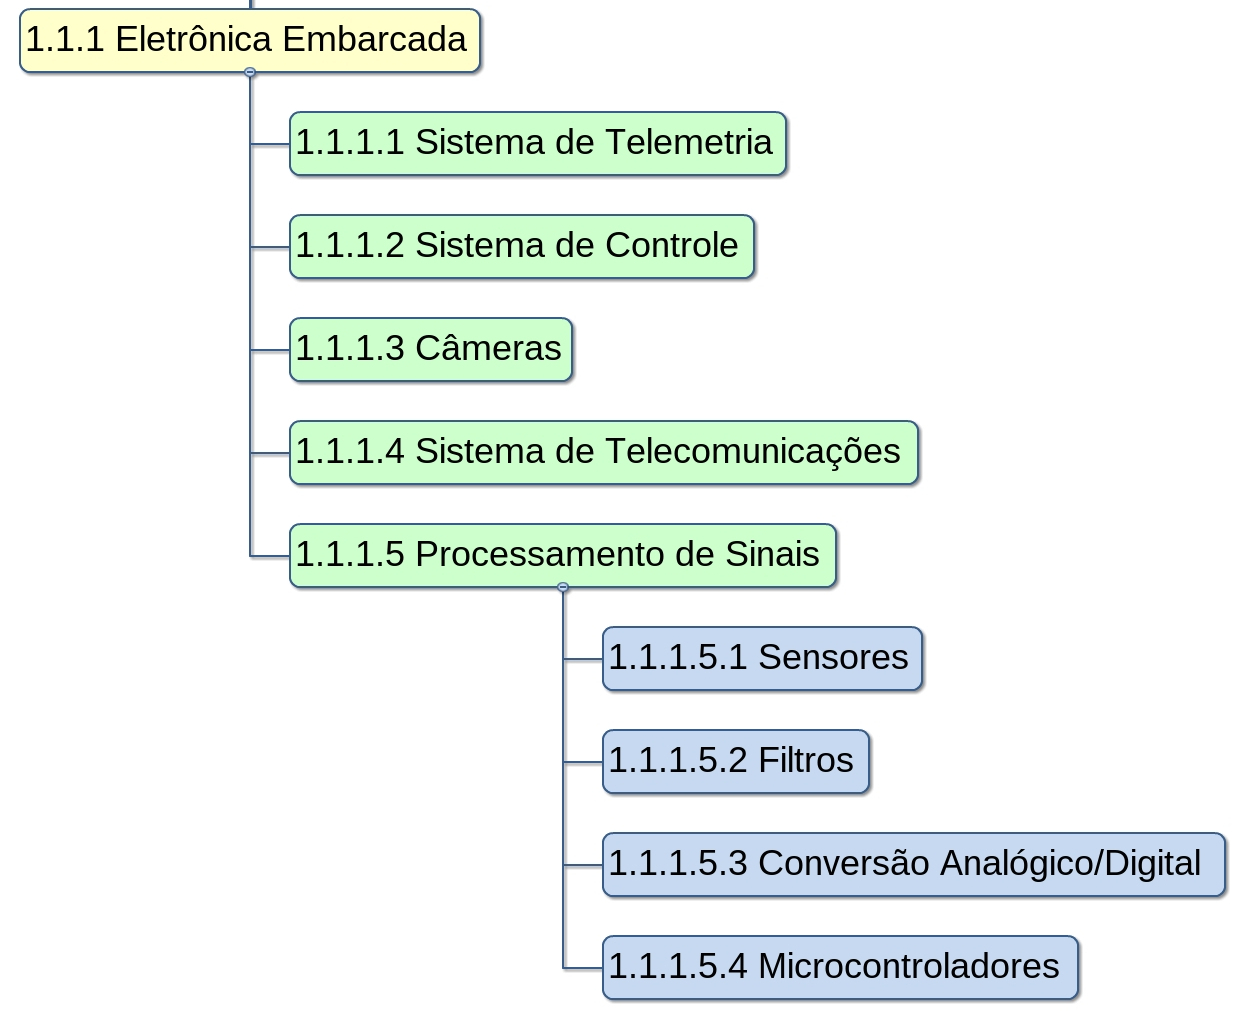 1.1.1 Eletrônica Embarcada
1.1.1.1 Sistema de Telemetria
1.1.1.2 Sistema de Controle
1.1.1.3 Câmeras
1.1.1.4 Sistema de Telecomunicações
1.1.1.5 Processamento de Sinais
1.1.1.5.1 Sensores
1.1.1.5.2 Filtros
1.1.1.5.3 Conversão Analógico/Digital
1.1.1.5.4 Microcontroladores